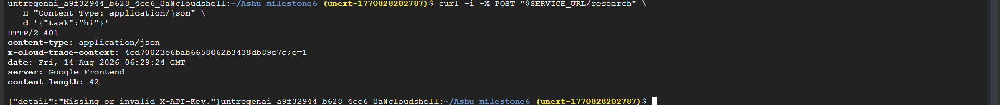 untregenai_a9f32944_b628_4cc6_8a@cloudshell:~/Ashu_milestone6 (unext-1770828202787)$ curl -i -X POST "$SERVICE_URL/research" \
  -H "Content-Type: application/json" \
  -d '{"task":"hi"}'
HTTP/2 401
content-type: application/json
x-cloud-trace-context: 4cd70023e6bab6658062b3438db89e7c;o=1
date: Fri, 14 Aug 2026 06:29:24 GMT
server: Google Frontend
content-length: 42

{"detail":"Missing or invalid X-API-Key."}untregenai_a9f32944_b628_4cc6_8a@cloudshell:~/Ashu_milestone6 (unext-1770828202787)$